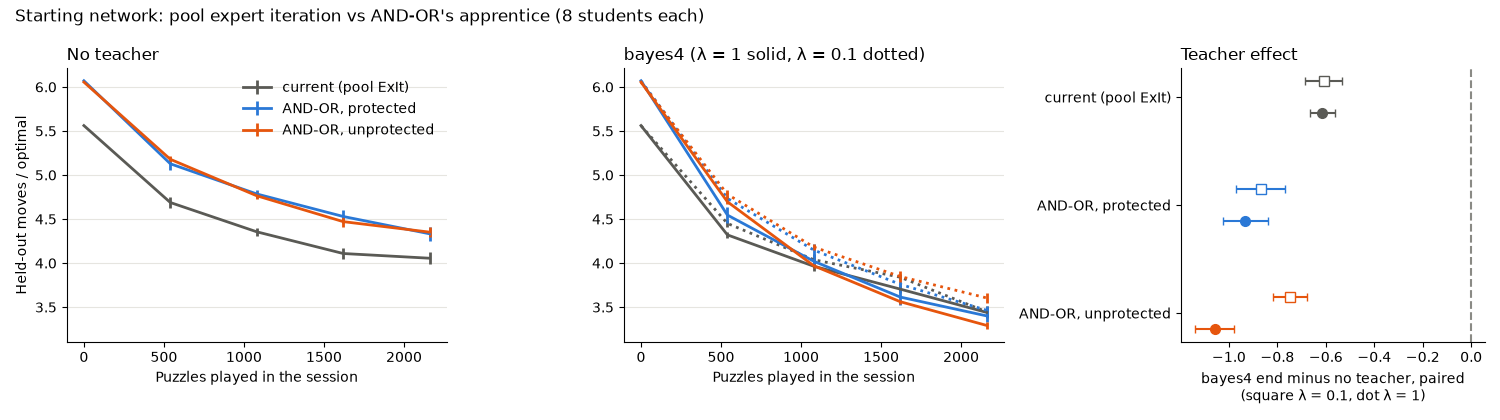 Starting network: pool expert iteration vs AND-OR's apprentice (8 students each)
No teacher
Held-out moves / optimal
6.0
5.5
5.0
4.5
4.0
3.5
current (pool ExIt)
AND-OR, protected
AND-OR, unprotected
0
500
1000
1500
2000
Puzzles played in the session
bayes4 (λ = 1 solid, λ = 0.1 dotted)
6.0
5.5
5.0
4.5
4.0
3.5
0
500
1000
1500
2000
Puzzles played in the session
Teacher effect
current (pool ExIt)
AND-OR, protected
AND-OR, unprotected
−1.0
−0.8
−0.6
−0.4
−0.2
0.0
bayes4 end minus no teacher, paired
(square λ = 0.1, dot λ = 1)